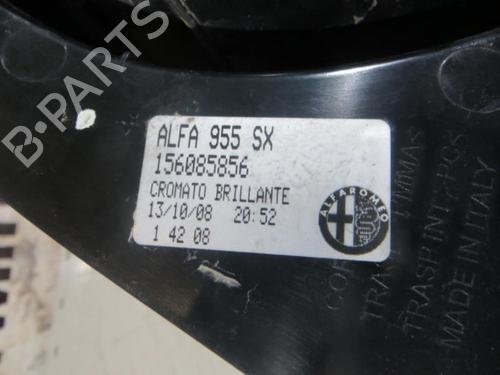 B-PARTS
ALFA 955 SX
156085856
CROMATO BRILLANTE
13/10/08 20:52
1 42 08
ALFA ROMEO
MADE IN ITALY